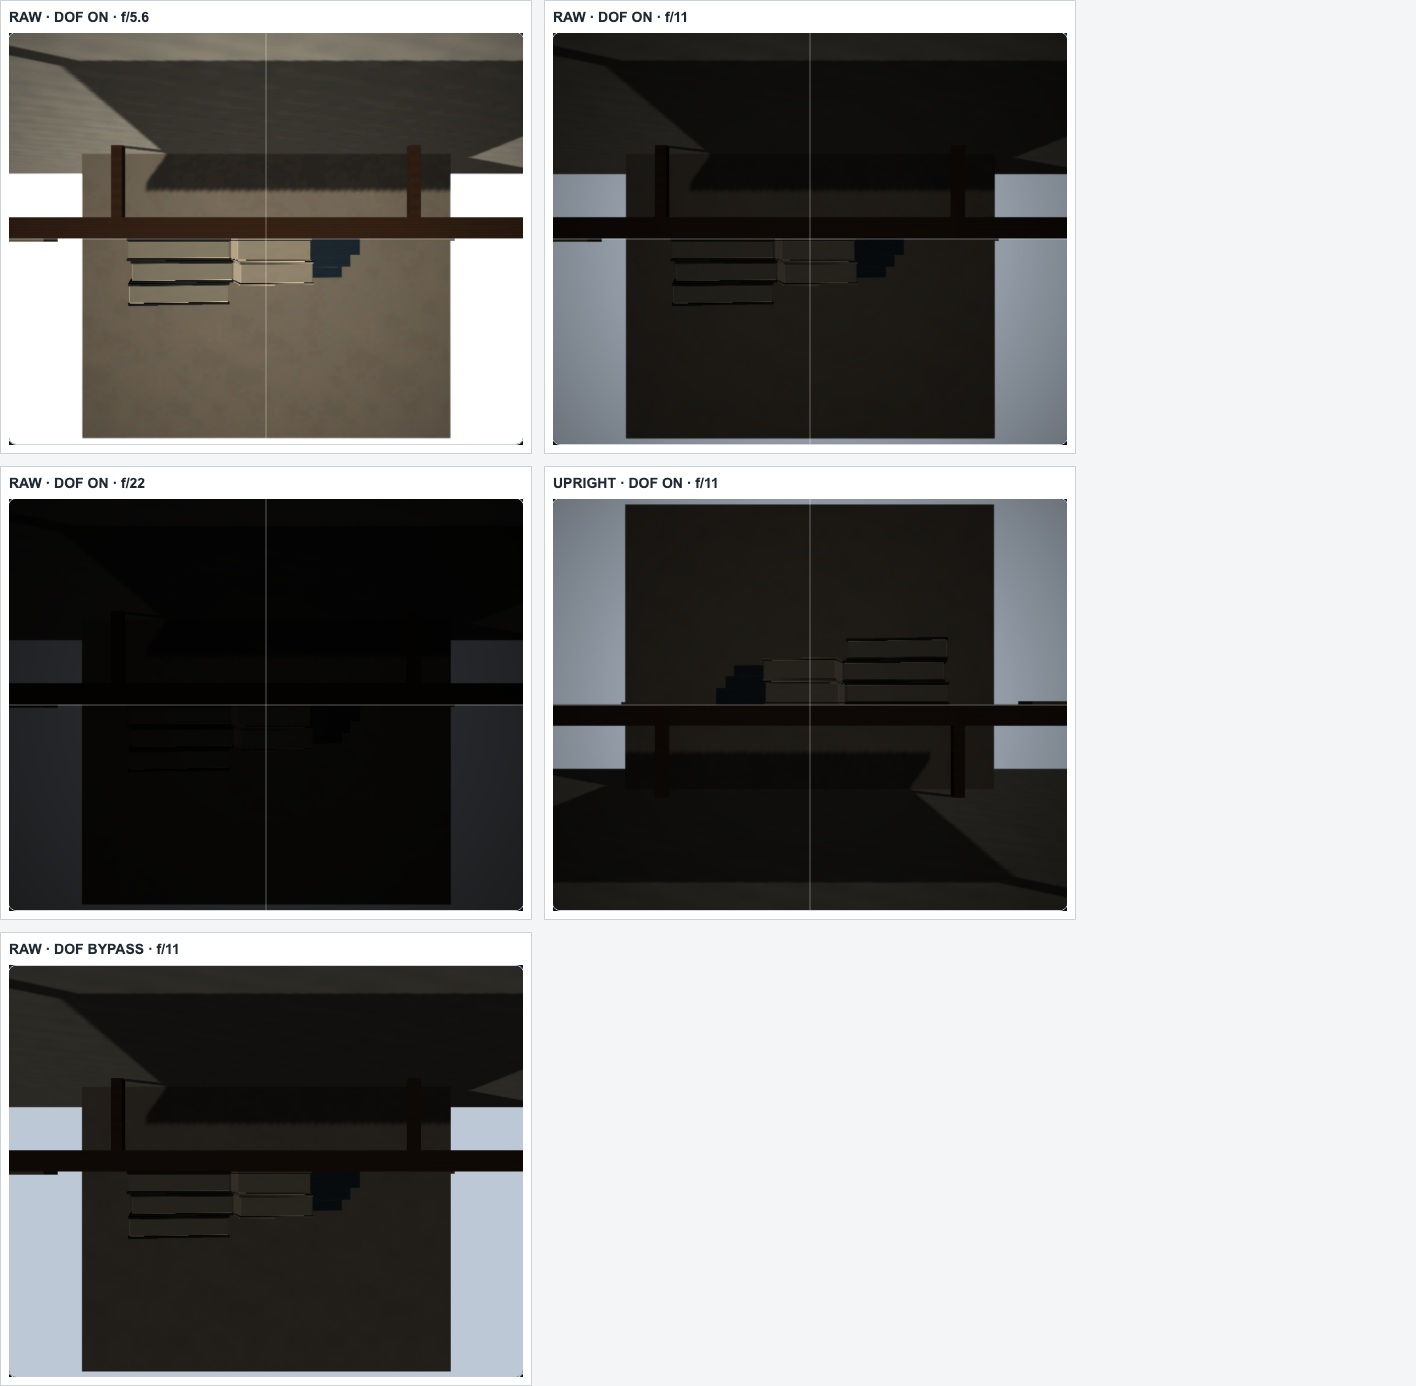 RAW · DOF ON · f/5.6
RAW · DOF ON · f/11
RAW · DOF ON · f/22
UPRIGHT · DOF ON · f/11
RAW · DOF BYPASS · f/11